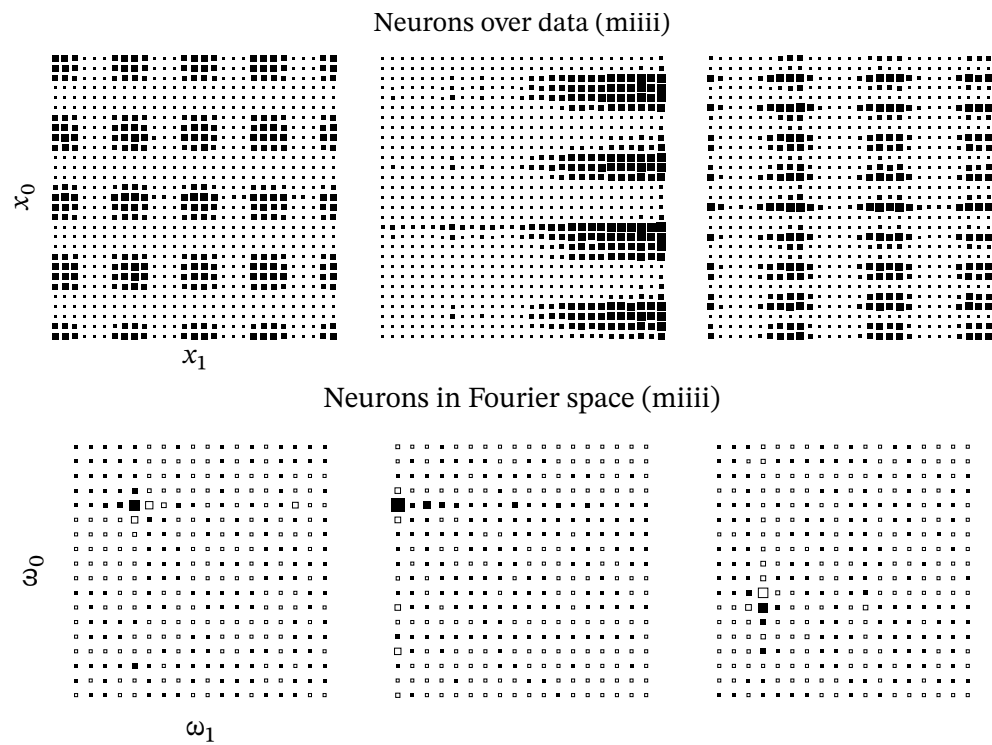 Neurons over data (miiii)
x₀
x₁
Neurons in Fourier space (miiii)
ω₀
ω₁